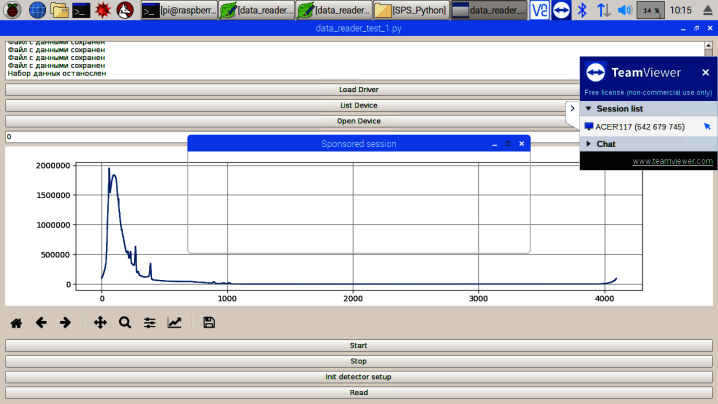 [pi@raspberr...
[data_reader...
[data_reader...
[SPS_Python]
data_reader...
14 %
10:15
data_reader_test_1.py
Файл с данными сохранен
Файл с данными сохранен
Файл с данными сохранен
Файл с данными сохранен
Набор данных остановлен
Load Driver
List Device
Open Device
0
TeamViewer
Free license (non-commercial use only)
Session list
ACER117 (542 679 745)
Chat
www.teamviewer.com
Sponsored session
2000000
1500000
1000000
500000
0
0
1000
2000
3000
4000
Start
Stop
Init detector setup
Read